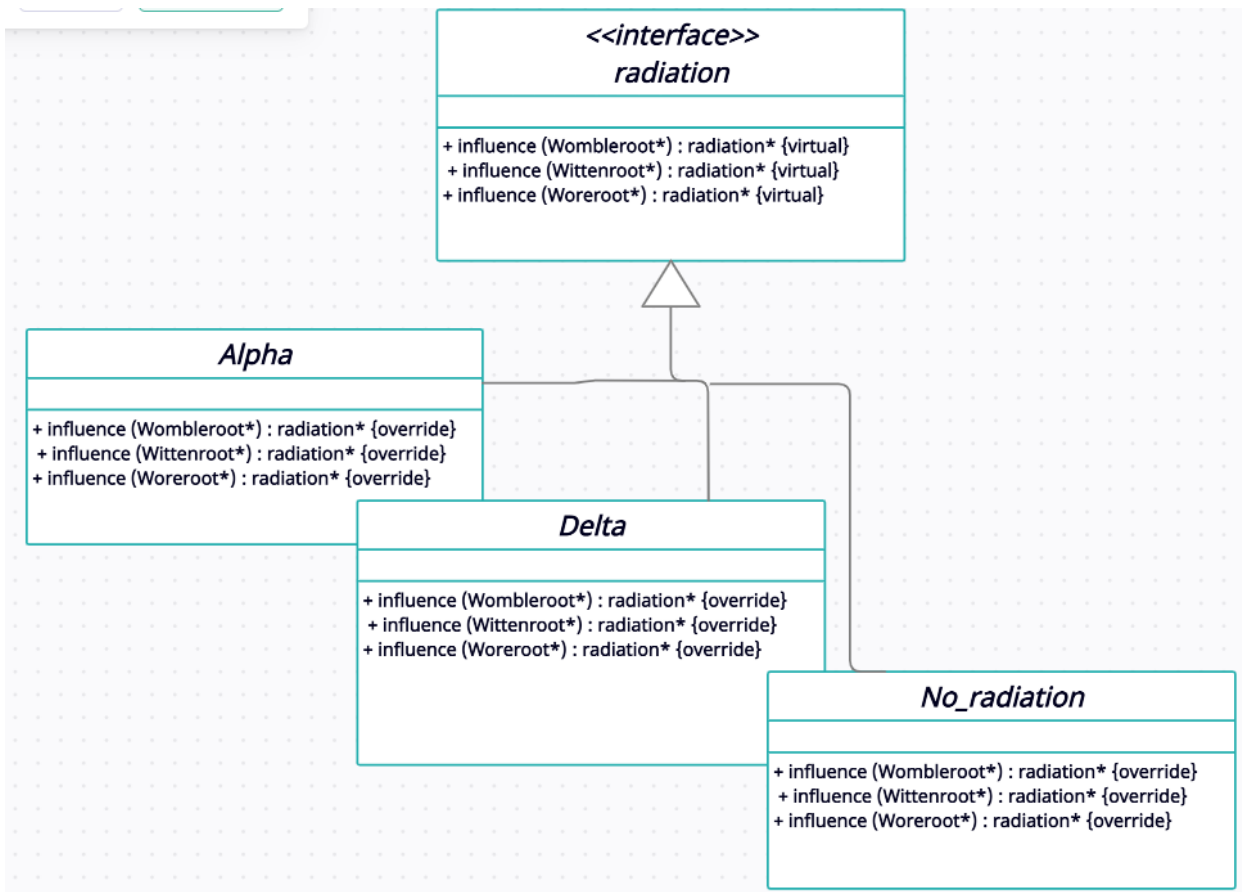 <<interface>>
radiation
+ influence (Wombleroot*) : radiation* {virtual}
+ influence (Wittenroot*) : radiation* {virtual}
+ influence (Woreroot*) : radiation* {virtual}
Alpha
+ influence (Wombleroot*) : radiation* {override}
+ influence (Wittenroot*) : radiation* {override}
+ influence (Woreroot*) : radiation* {override}
Delta
+ influence (Wombleroot*) : radiation* {override}
+ influence (Wittenroot*) : radiation* {override}
+ influence (Woreroot*) : radiation* {override}
No_radiation
+ influence (Wombleroot*) : radiation* {override}
+ influence (Wittenroot*) : radiation* {override}
+ influence (Woreroot*) : radiation* {override}